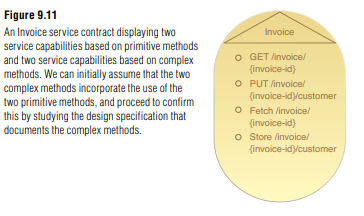 Figure 9.11
An Invoice service contract displaying two
service capabilities based on primitive methods
and two service capabilities based on complex
methods. We can initially assume that the two
complex methods incorporate the use of the
two primitive methods, and proceed to confirm
this by studying the design specification that
documents the complex methods.
Invoice
GET /invoice/
{invoice-id}
PUT /invoice/
{invoice-id}/customer
Fetch /invoice/
{invoice-id}
Store /invoice/
{invoice-id}/customer